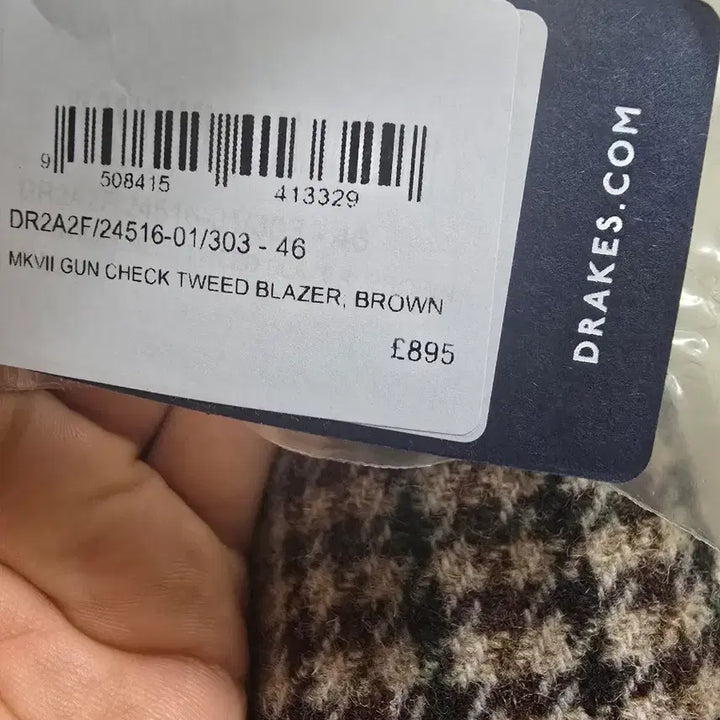 9 508415 413329
DR2A2F/24516-01/303 - 46
MKVII GUN CHECK TWEED BLAZER, BROWN
£895
DRAKES.COM